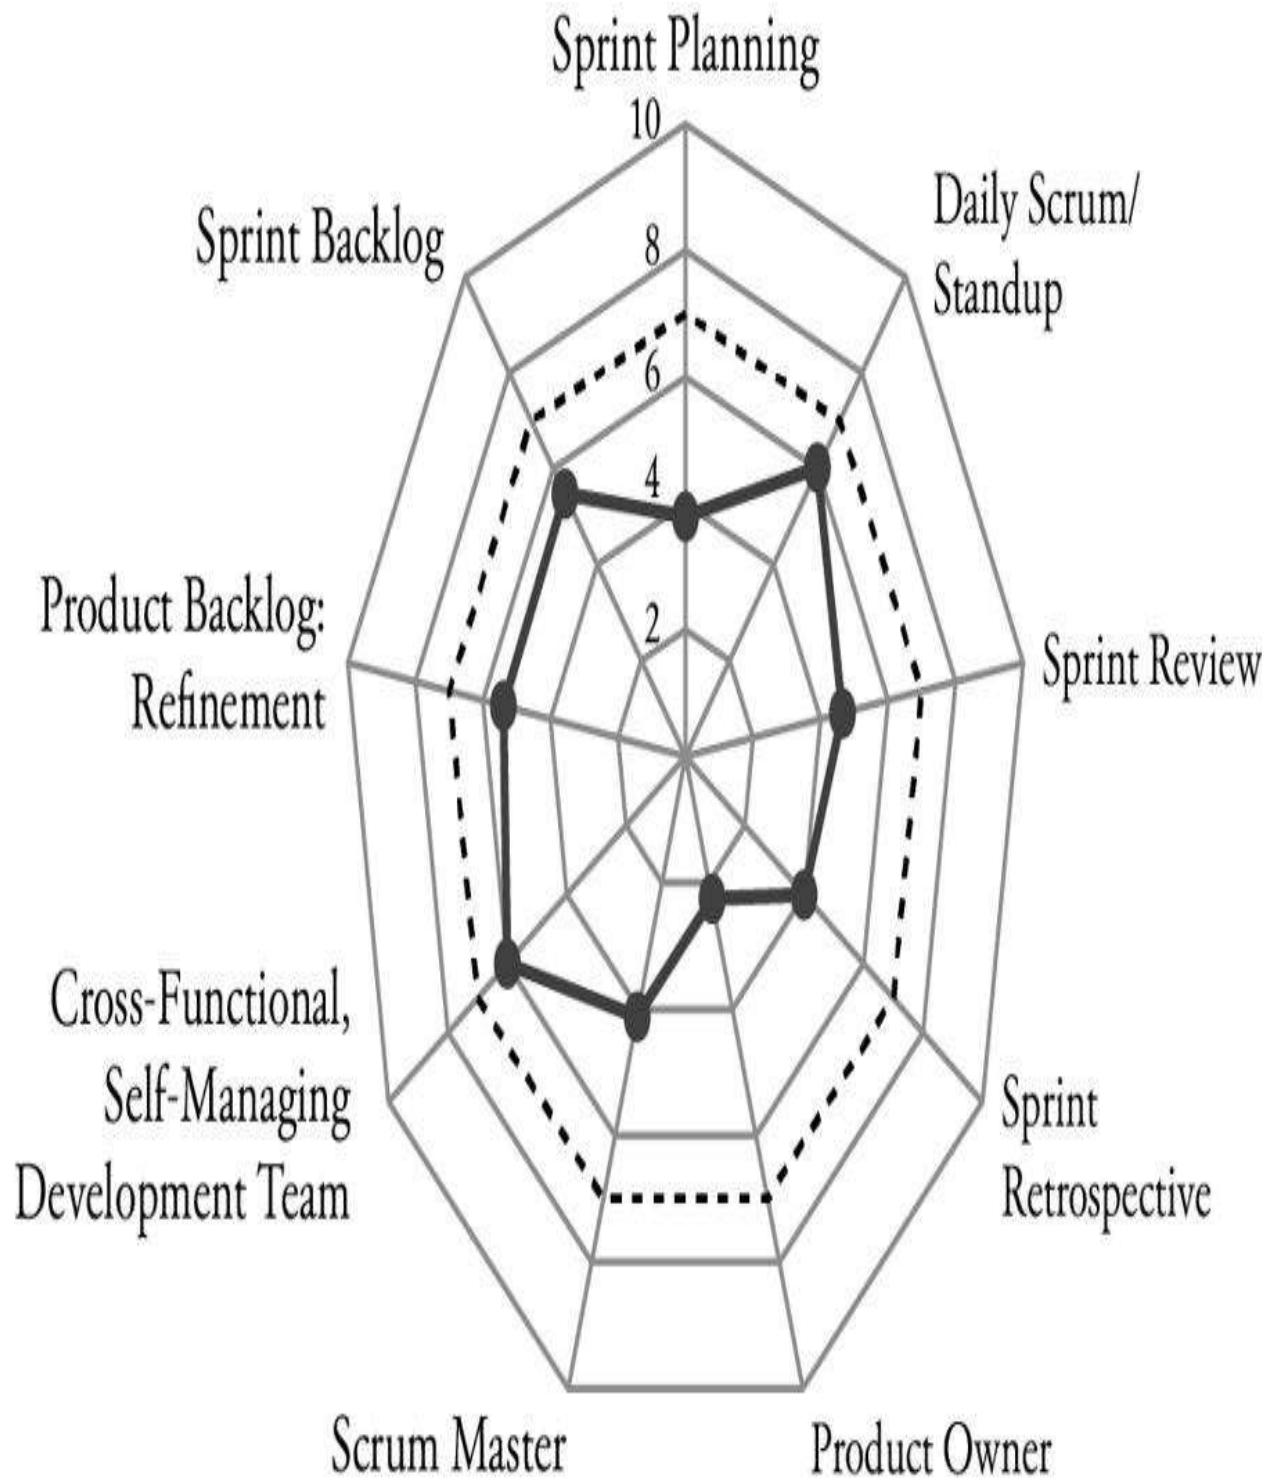 Sprint Planning
10
8
6
4
2
Daily Scrum/
Standup
Sprint Review
Sprint
Retrospective
Product Owner
Scrum Master
Cross-Functional,
Self-Managing
Development Team
Product Backlog:
Refinement
Sprint Backlog